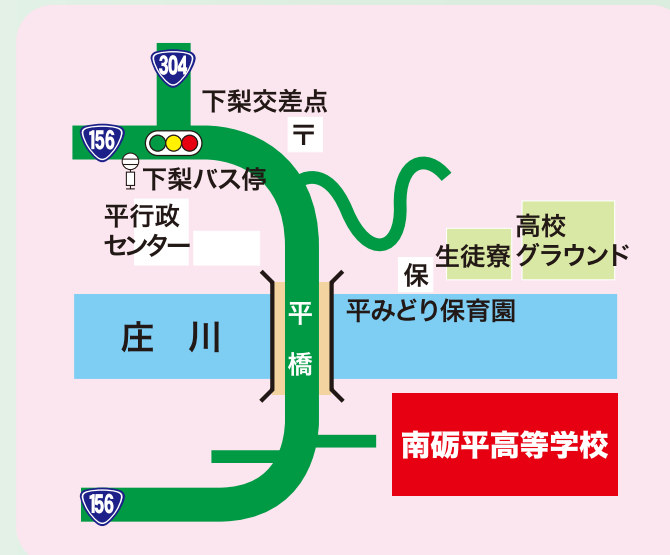 304
下梨交差点
〒
156
下梨バス停
平行政
センター
高校
グラウンド
生徒寮
保
平みどり保育園
庄川
平橋
南砺平高等学校
156